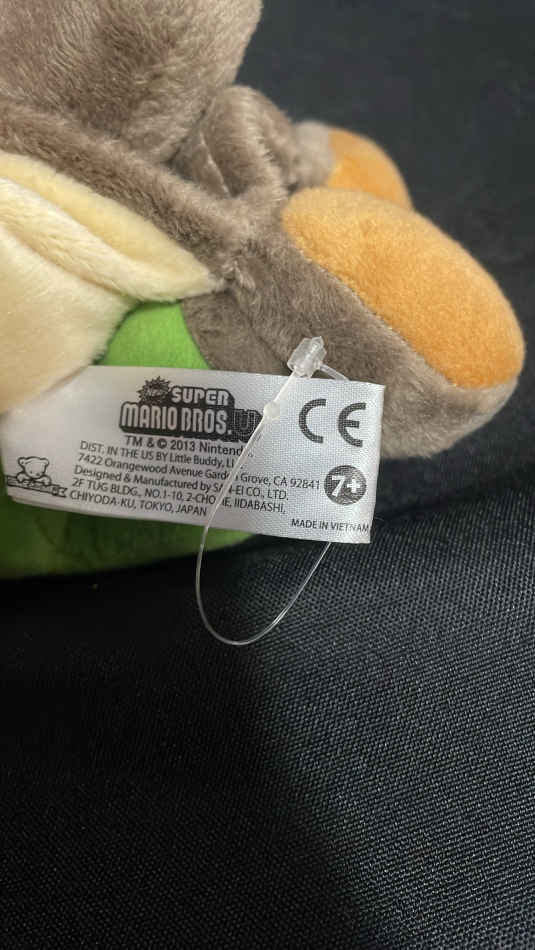 New
SUPER
MARIO BROS. U
TM & © 2013 Nintendo
DIST. IN THE US BY Little Buddy,
7422 Orangewood Avenue Garden Grove, CA 92841
Designed & Manufactured by SAN-EI CO., LTD.
2F TUG BLDG., NO.1-10, 2-CHOME, IIDABASHI,
CHIYODA-KU, TOKYO, JAPAN
CE
7+
MADE IN VIETNAM